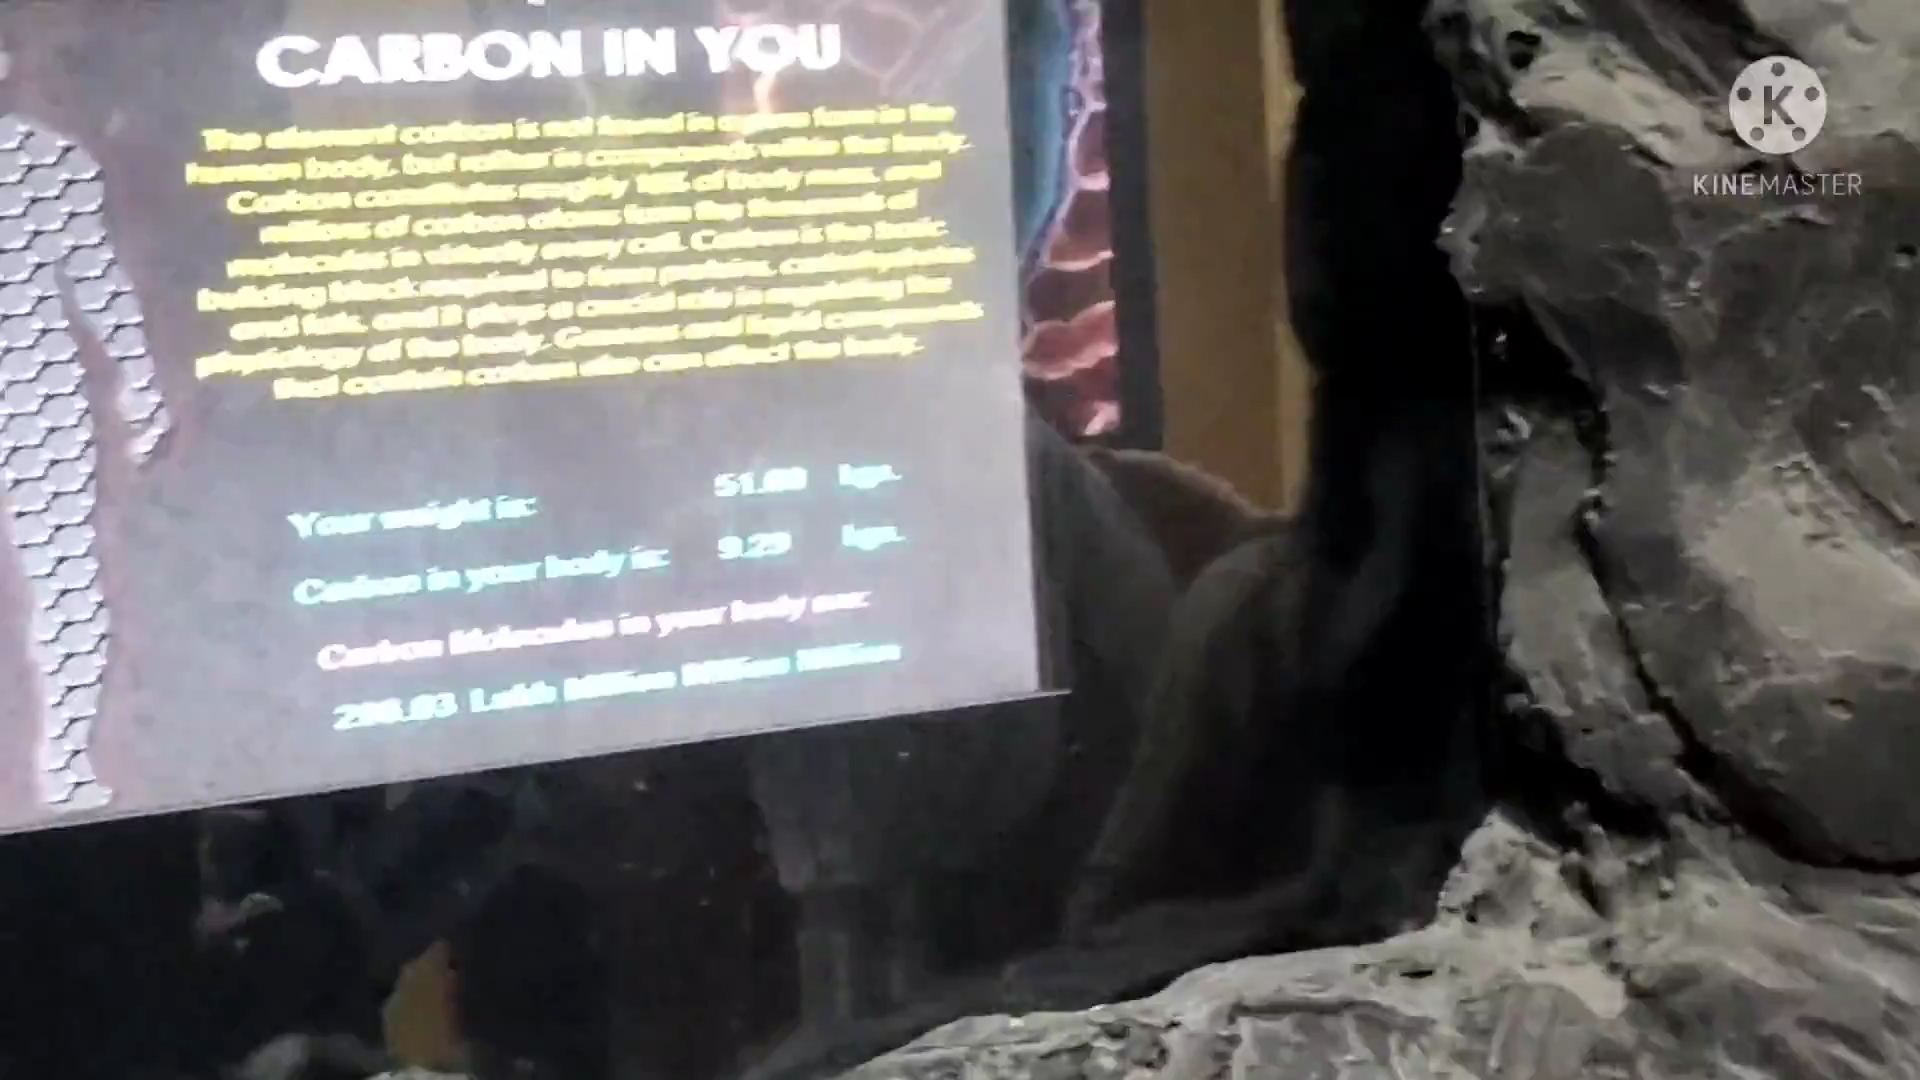 CARBON IN YOU
The element carbon is not found in form in the
human body, but rather in compounds within the body.
Carbon constitutes roughly 18% of body mass, and
millions of carbon atoms form the thousands of
molecules in virtually every cell. Carbon is the basic
building block required to form proteins, carbohydrates
and fats, and it plays a crucial role in regulating the
physiology of the body. Gaseous and liquid compounds
that contain carbon also can affect the body.
Your weight is: kgs.
Carbon in your body is: 9.29 kgs.
Carbon Molecules in your body are:
Lakh Million Million Million
K
KINEMASTER